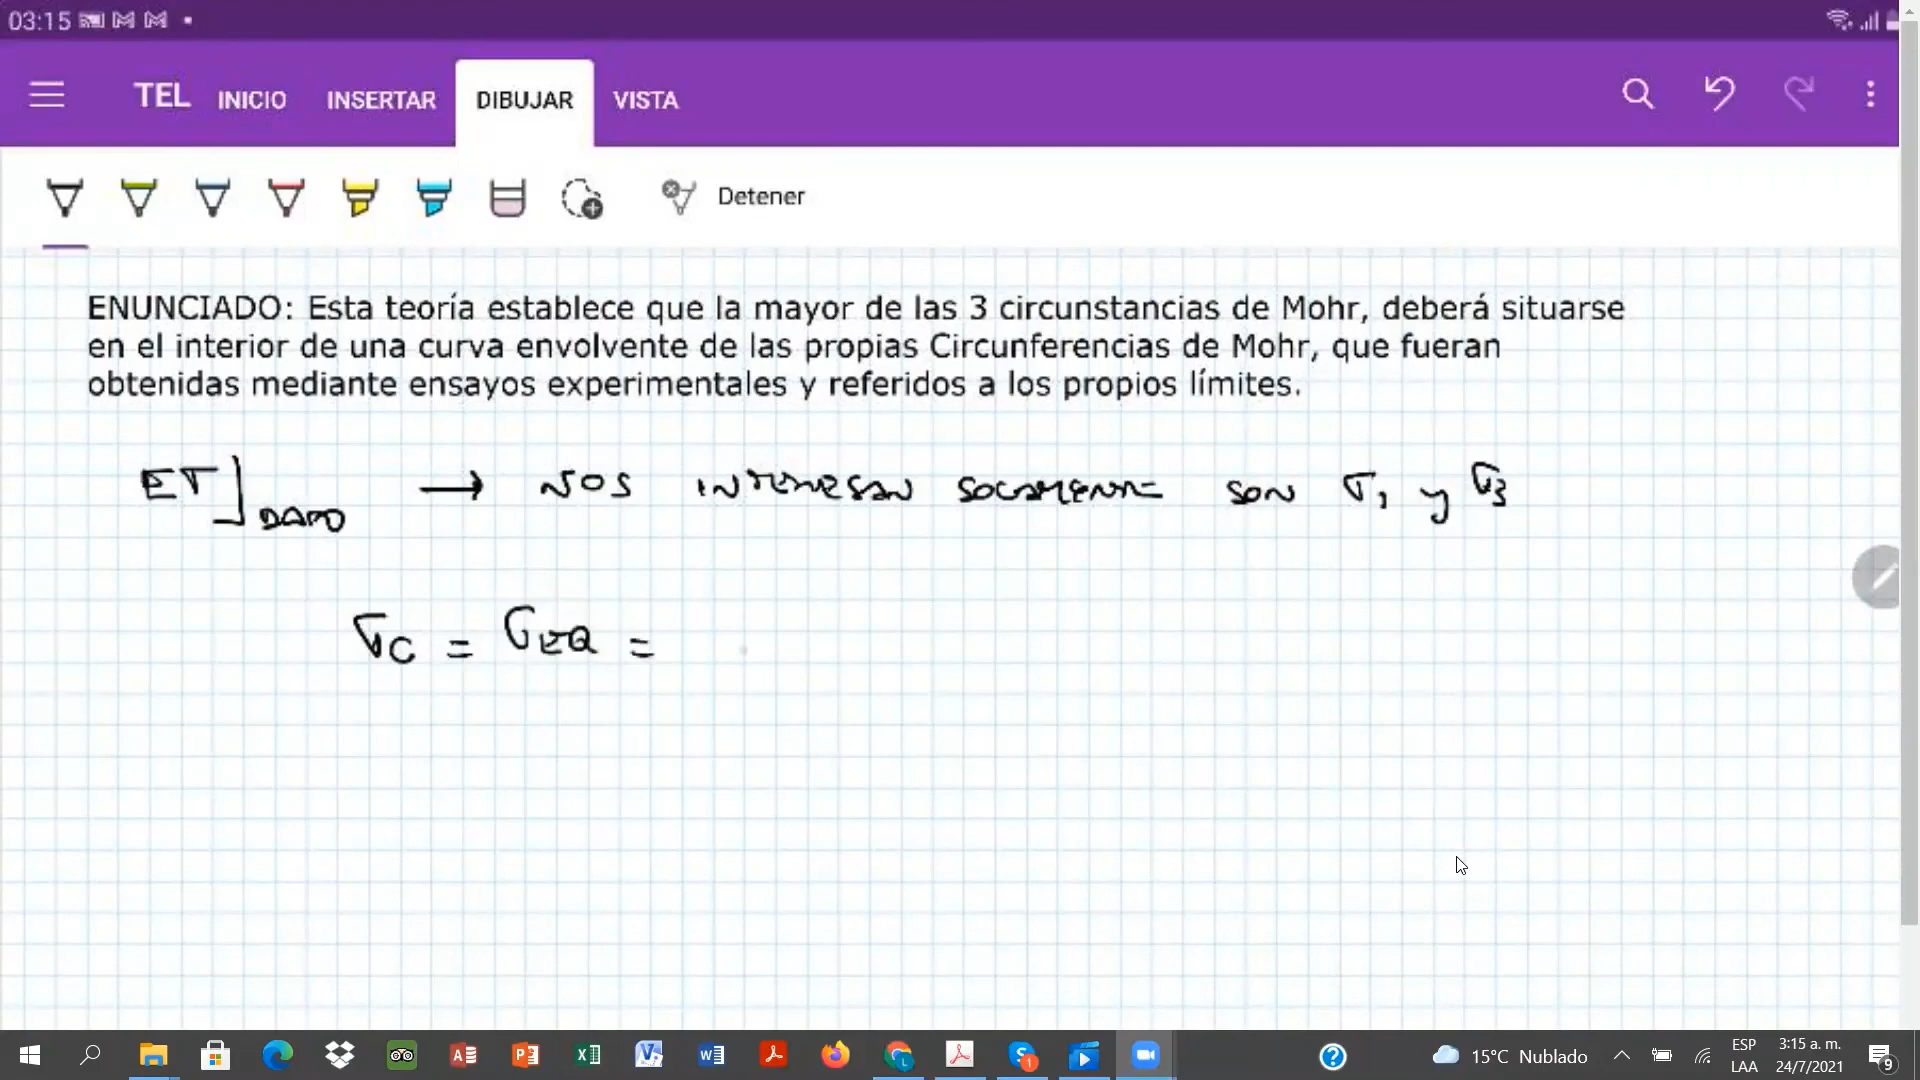 03:15
TEL INICIO INSERTAR DIBUJAR VISTA
Detener
ENUNCIADO: Esta teoría establece que la mayor de las 3 circunstancias de Mohr, deberá situarse
en el interior de una curva envolvente de las propias Circunferencias de Mohr, que fueran
obtenidas mediante ensayos experimentales y referidos a los propios límites.
ET]DADO → NOS INTERESAN SOLAMENTE SON σ1 y σ3
σC = σEQ =
15°C Nublado
ESP
LAA
3:15 a. m.
24/7/2021
9